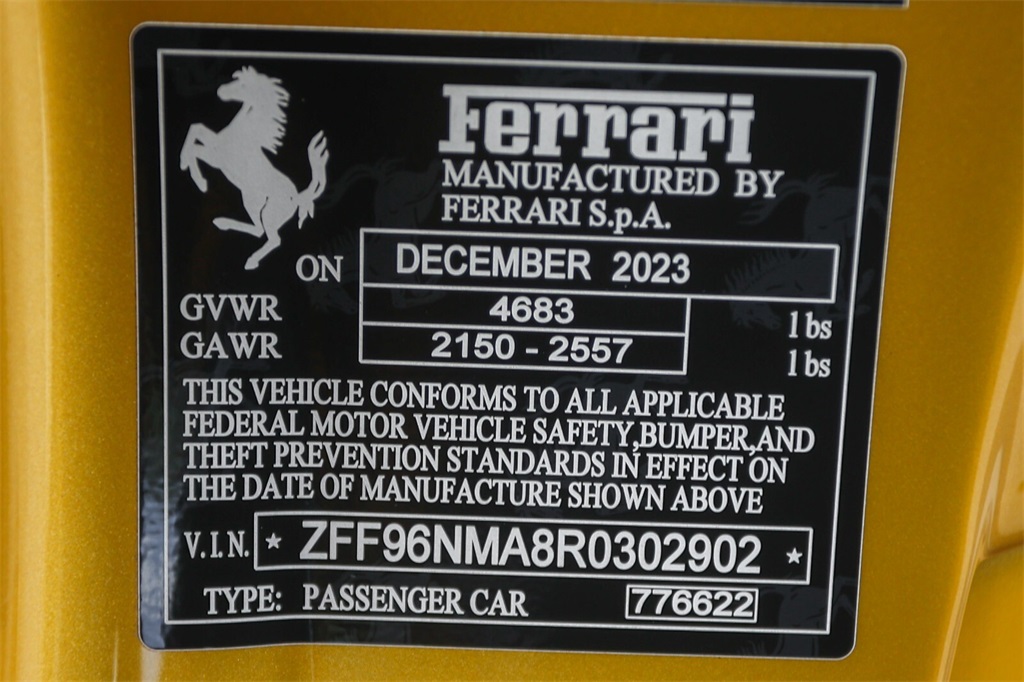 Ferrari
MANUFACTURED BY
FERRARI S.p.A.
ON DECEMBER 2023
GVWR 4683 lbs
GAWR 2150 - 2557 lbs
THIS VEHICLE CONFORMS TO ALL APPLICABLE
FEDERAL MOTOR VEHICLE SAFETY,BUMPER,AND
THEFT PREVENTION STANDARDS IN EFFECT ON
THE DATE OF MANUFACTURE SHOWN ABOVE
V.I.N. ★ ZFF96NMA8R0302902 ★
TYPE: PASSENGER CAR 776622